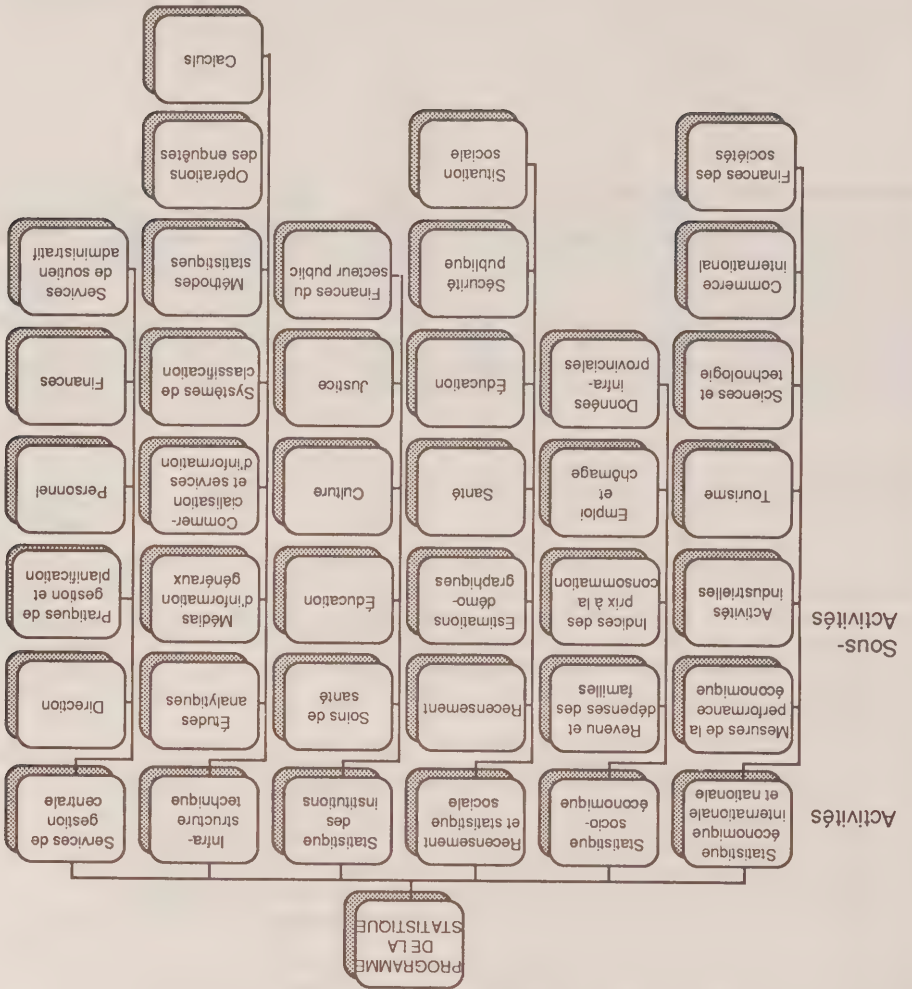 PROGRAMME
DE LA
STATISTIQUE
Activités
Statistique
économique
internationale
et nationale
Statistique
socio-
économique
Recensement
et statistique
sociale
Statistique
des
institutions
Infra-
structure
technique
Services de
gestion
centrale
Sous-
Activités
Mesures de la
performance
économique
Revenu et
dépenses des
familles
Recensement
Soins de
santé
Études
analytiques
Direction
Activités
industrielles
Indices des
prix à la
consommation
Estimations
démo-
graphiques
Éducation
Médias
d'information
généraux
Pratiques de
gestion et
planification
Tourisme
Emploi
et
chômage
Santé
Culture
Commer-
cialisation
et services
d'information
Personnel
Sciences et
technologie
Données
infra-
provinciales
Éducation
Justice
Systèmes de
classification
Finances
Commerce
international
Sécurité
publique
Finances du
secteur public
Méthodes
statistiques
Services
de soutien
administratif
Finances des
sociétés
Situation
sociale
Opérations
des enquêtes
Calculs